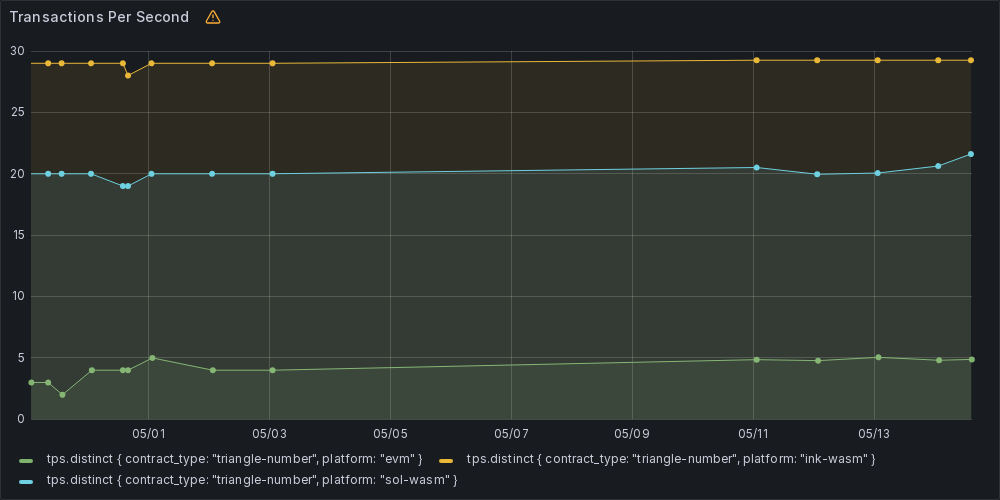 Transactions Per Second
30
25
20
15
10
5
0
05/01 05/03 05/05 05/07 05/09 05/11 05/13
tps.distinct { contract_type: "triangle-number", platform: "evm" } tps.distinct { contract_type: "triangle-number", platform: "ink-wasm" }
tps.distinct { contract_type: "triangle-number", platform: "sol-wasm" }